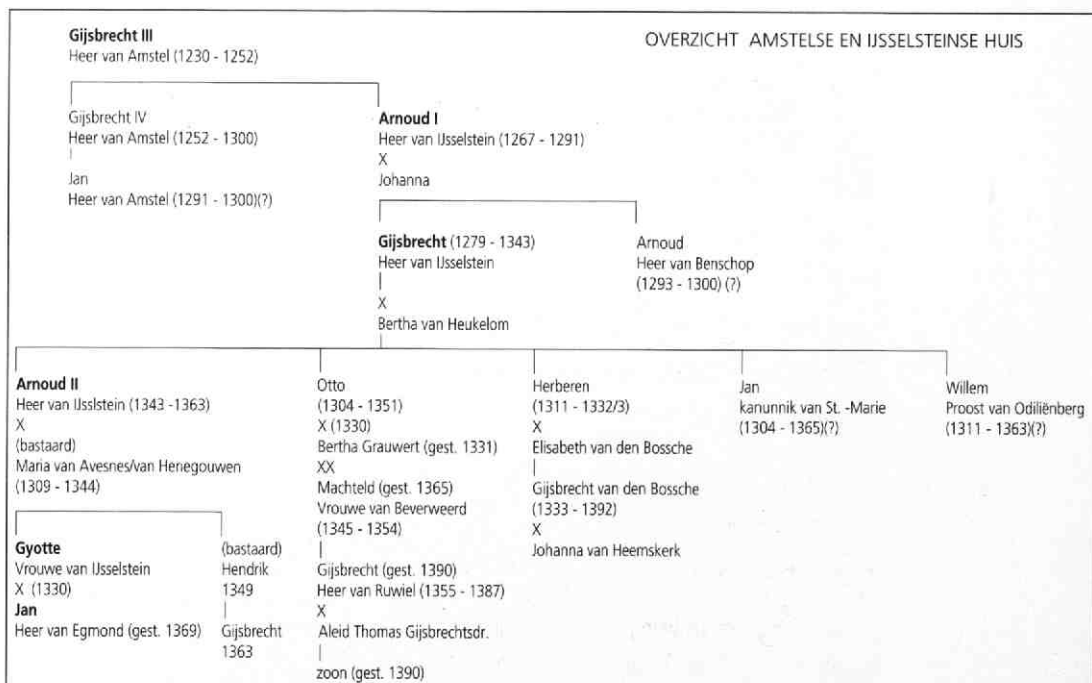 OVERZICHT AMSTELSE EN IJSSELSTEINSE HUIS
Gijsbrecht III
Heer van Amstel (1230 - 1252)
Gijsbrecht IV
Heer van Amstel (1252 - 1300)
Jan
Heer van Amstel (1291 - 1300)(?)
Arnoud I
Heer van IJsselstein (1267 - 1291)
X
Johanna
Gijsbrecht (1279 - 1343)
Heer van IJsselstein
X
Bertha van Heukelom
Arnoud
Heer van Benschop
(1293 - 1300) (?)
Arnoud II
Heer van IJsslstein (1343 -1363)
X
(bastaard)
Maria van Avesnes/van Henegouwen
(1309 - 1344)
Gyotte
Vrouwe van IJsselstein
X (1330)
Jan
Heer van Egmond (gest. 1369)
(bastaard)
Hendrik
1349
Gijsbrecht
1363
Otto
(1304 - 1351)
X (1330)
Bertha Grauwert (gest. 1331)
XX
Machteld (gest. 1365)
Vrouwe van Beverweerd
(1345 - 1354)
Gijsbrecht (gest. 1390)
Heer van Ruwiel (1355 - 1387)
X
Aleid Thomas Gijsbrechtsdr.
zoon (gest. 1390)
Herberen
(1311 - 1332/3)
X
Elisabeth van den Bossche
Gijsbrecht van den Bossche
(1333 - 1392)
X
Johanna van Heemskerk
Jan
kanunnik van St. -Marie
(1304 - 1365)(?)
Willem
Proost van Odiliënberg
(1311 - 1363)(?)